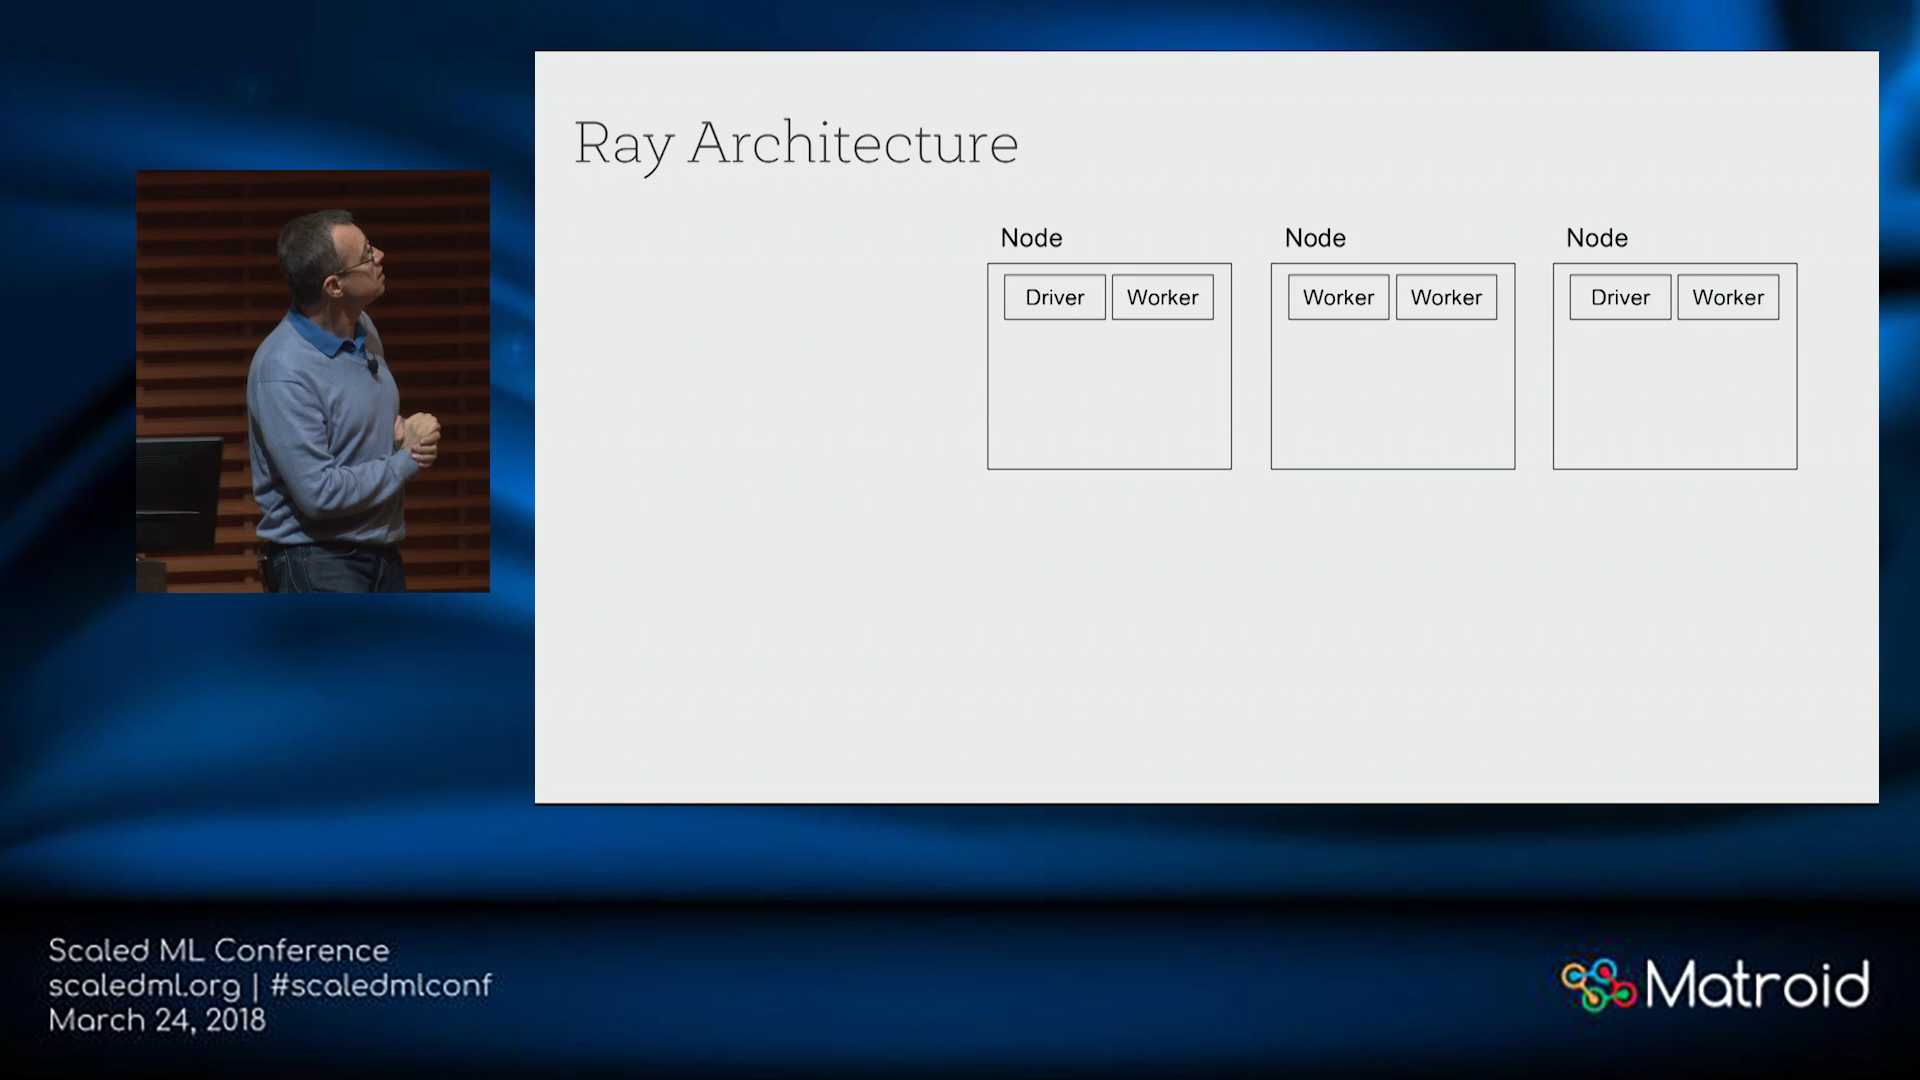 Ray Architecture
Node Node Node
Driver Worker Worker Worker Driver Worker
Scaled ML Conference
scaledml.org | #scaledmlconf
March 24, 2018
Matroid